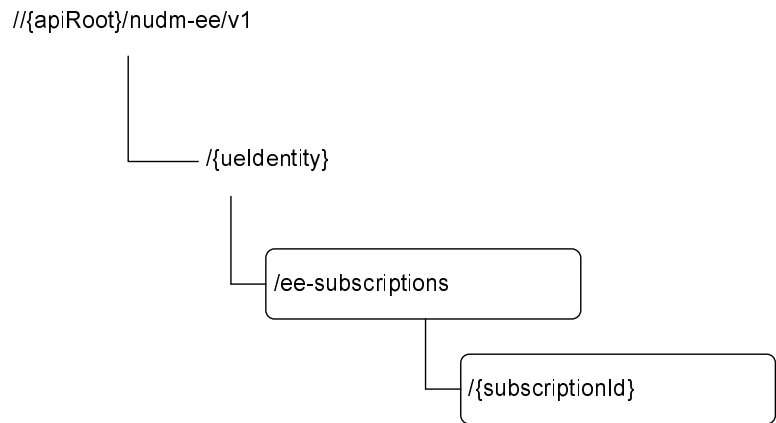 //{apiRoot}/nudm-ee/v1
/{ueIdentity}
/ee-subscriptions
/{subscriptionId}